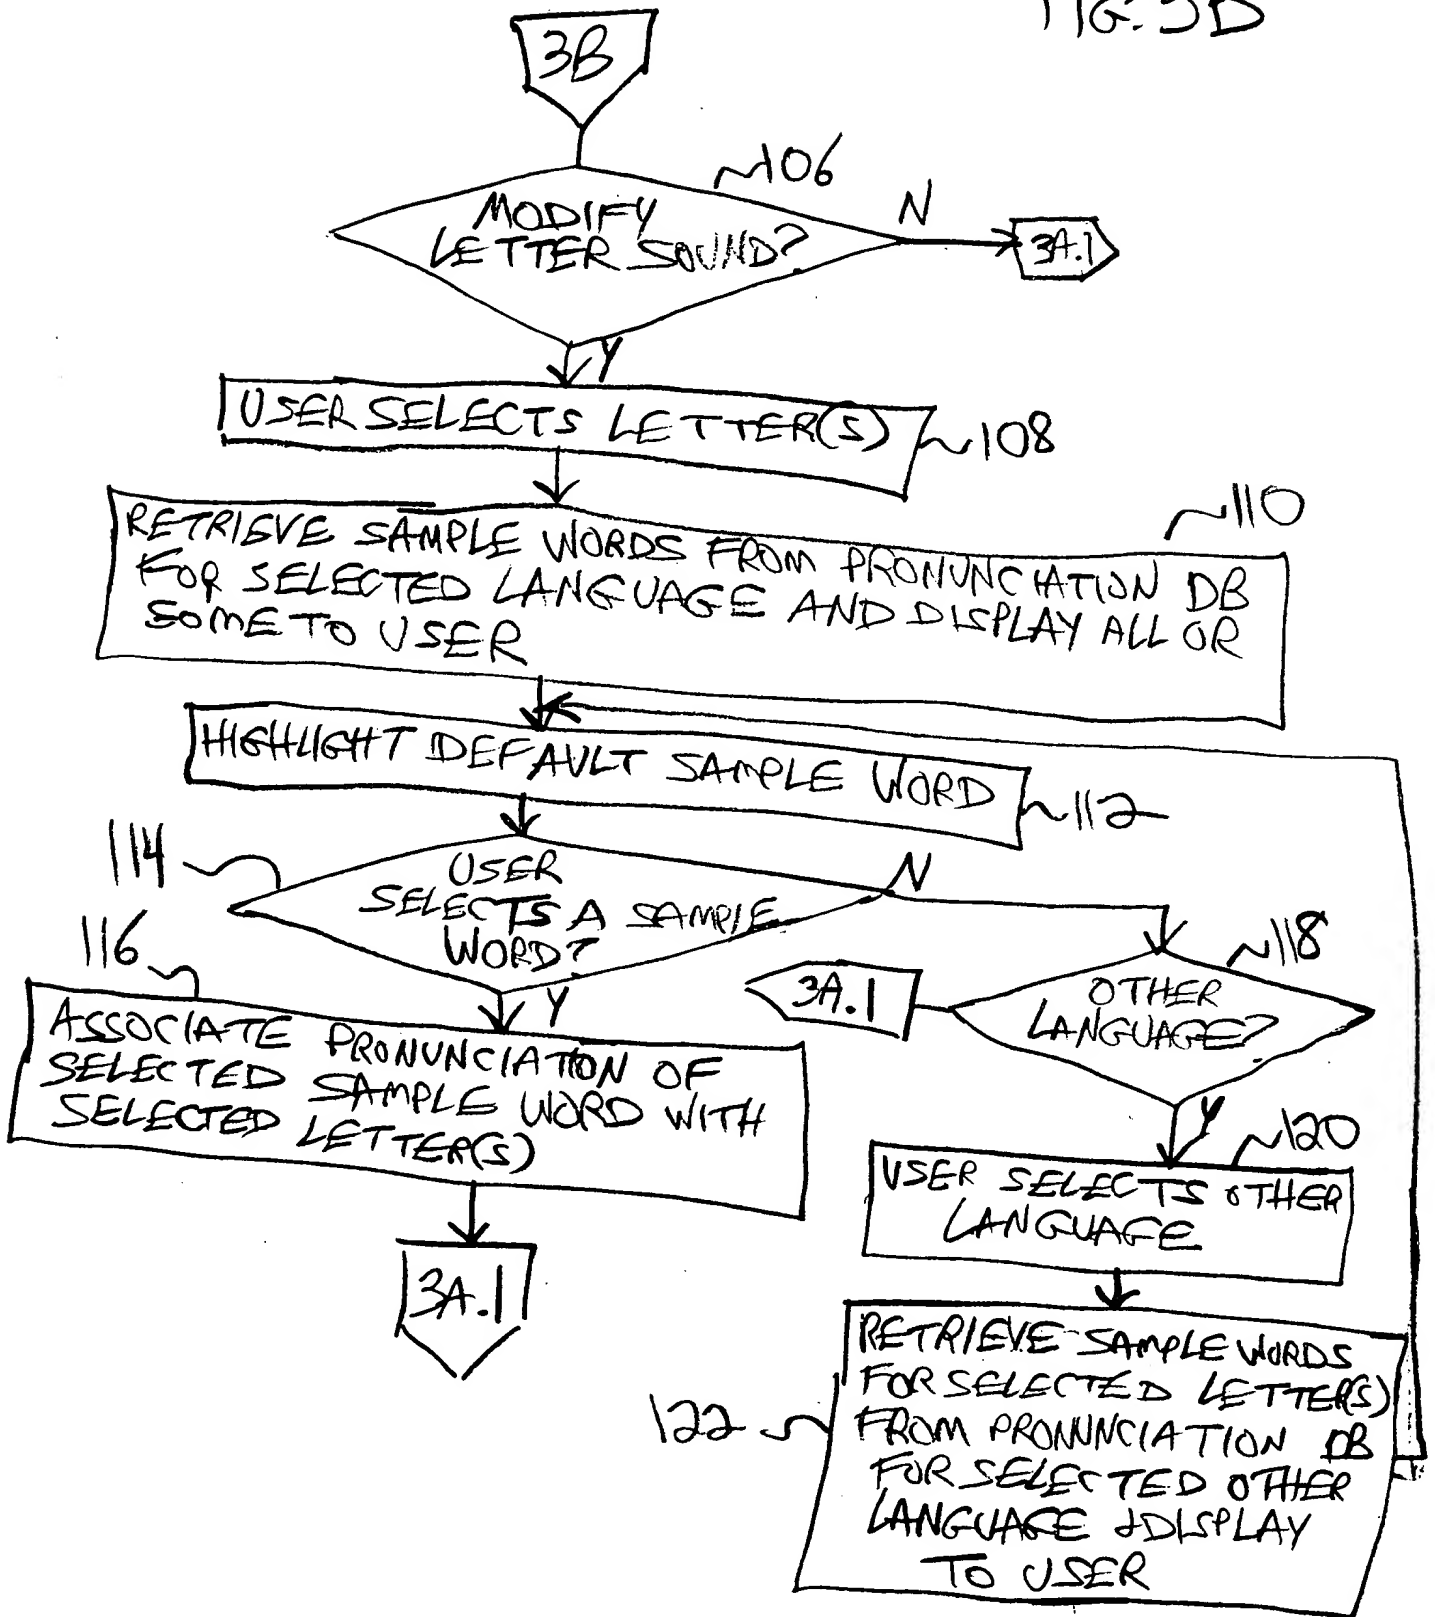 FIG. 3B
3B
106
MODIFY
LETTER SOUND?
N
3A.1
Y
USER SELECTS LETTER(S)
108
110
RETRIEVE SAMPLE WORDS FROM PRONUNCIATION DB
FOR SELECTED LANGUAGE AND DISPLAY ALL OR
SOME TO USER
HIGHLIGHT DEFAULT SAMPLE WORD
112
114
USER
SELECTS A SAMPLE
WORD?
N
Y
116
ASSOCIATE PRONUNCIATION OF
SELECTED SAMPLE WORD WITH
SELECTED LETTER(S)
3A.1
118
OTHER
LANGUAGE?
3A.1
Y
120
USER SELECTS OTHER
LANGUAGE
122
RETRIEVE SAMPLE WORDS
FOR SELECTED LETTER(S)
FROM PRONUNCIATION DB
FOR SELECTED OTHER
LANGUAGE & DISPLAY
TO USER